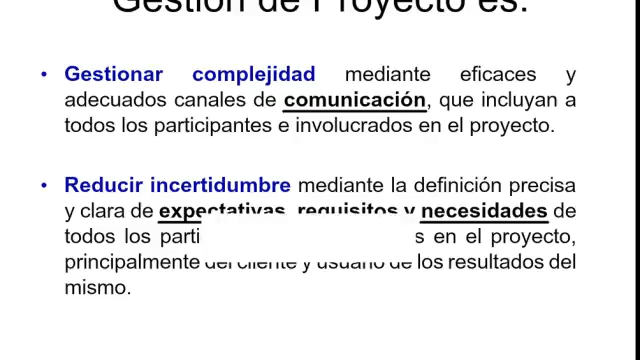 Gestión de Proyecto es:
• Gestionar complejidad mediante eficaces y
adecuados canales de comunicación, que incluyan a
todos los participantes e involucrados en el proyecto.
• Reducir incertidumbre mediante la definición precisa
y clara de expectativas, requisitos y necesidades de
todos los en el proyecto,
principalmente del cliente y usuario de los resultados del
mismo.